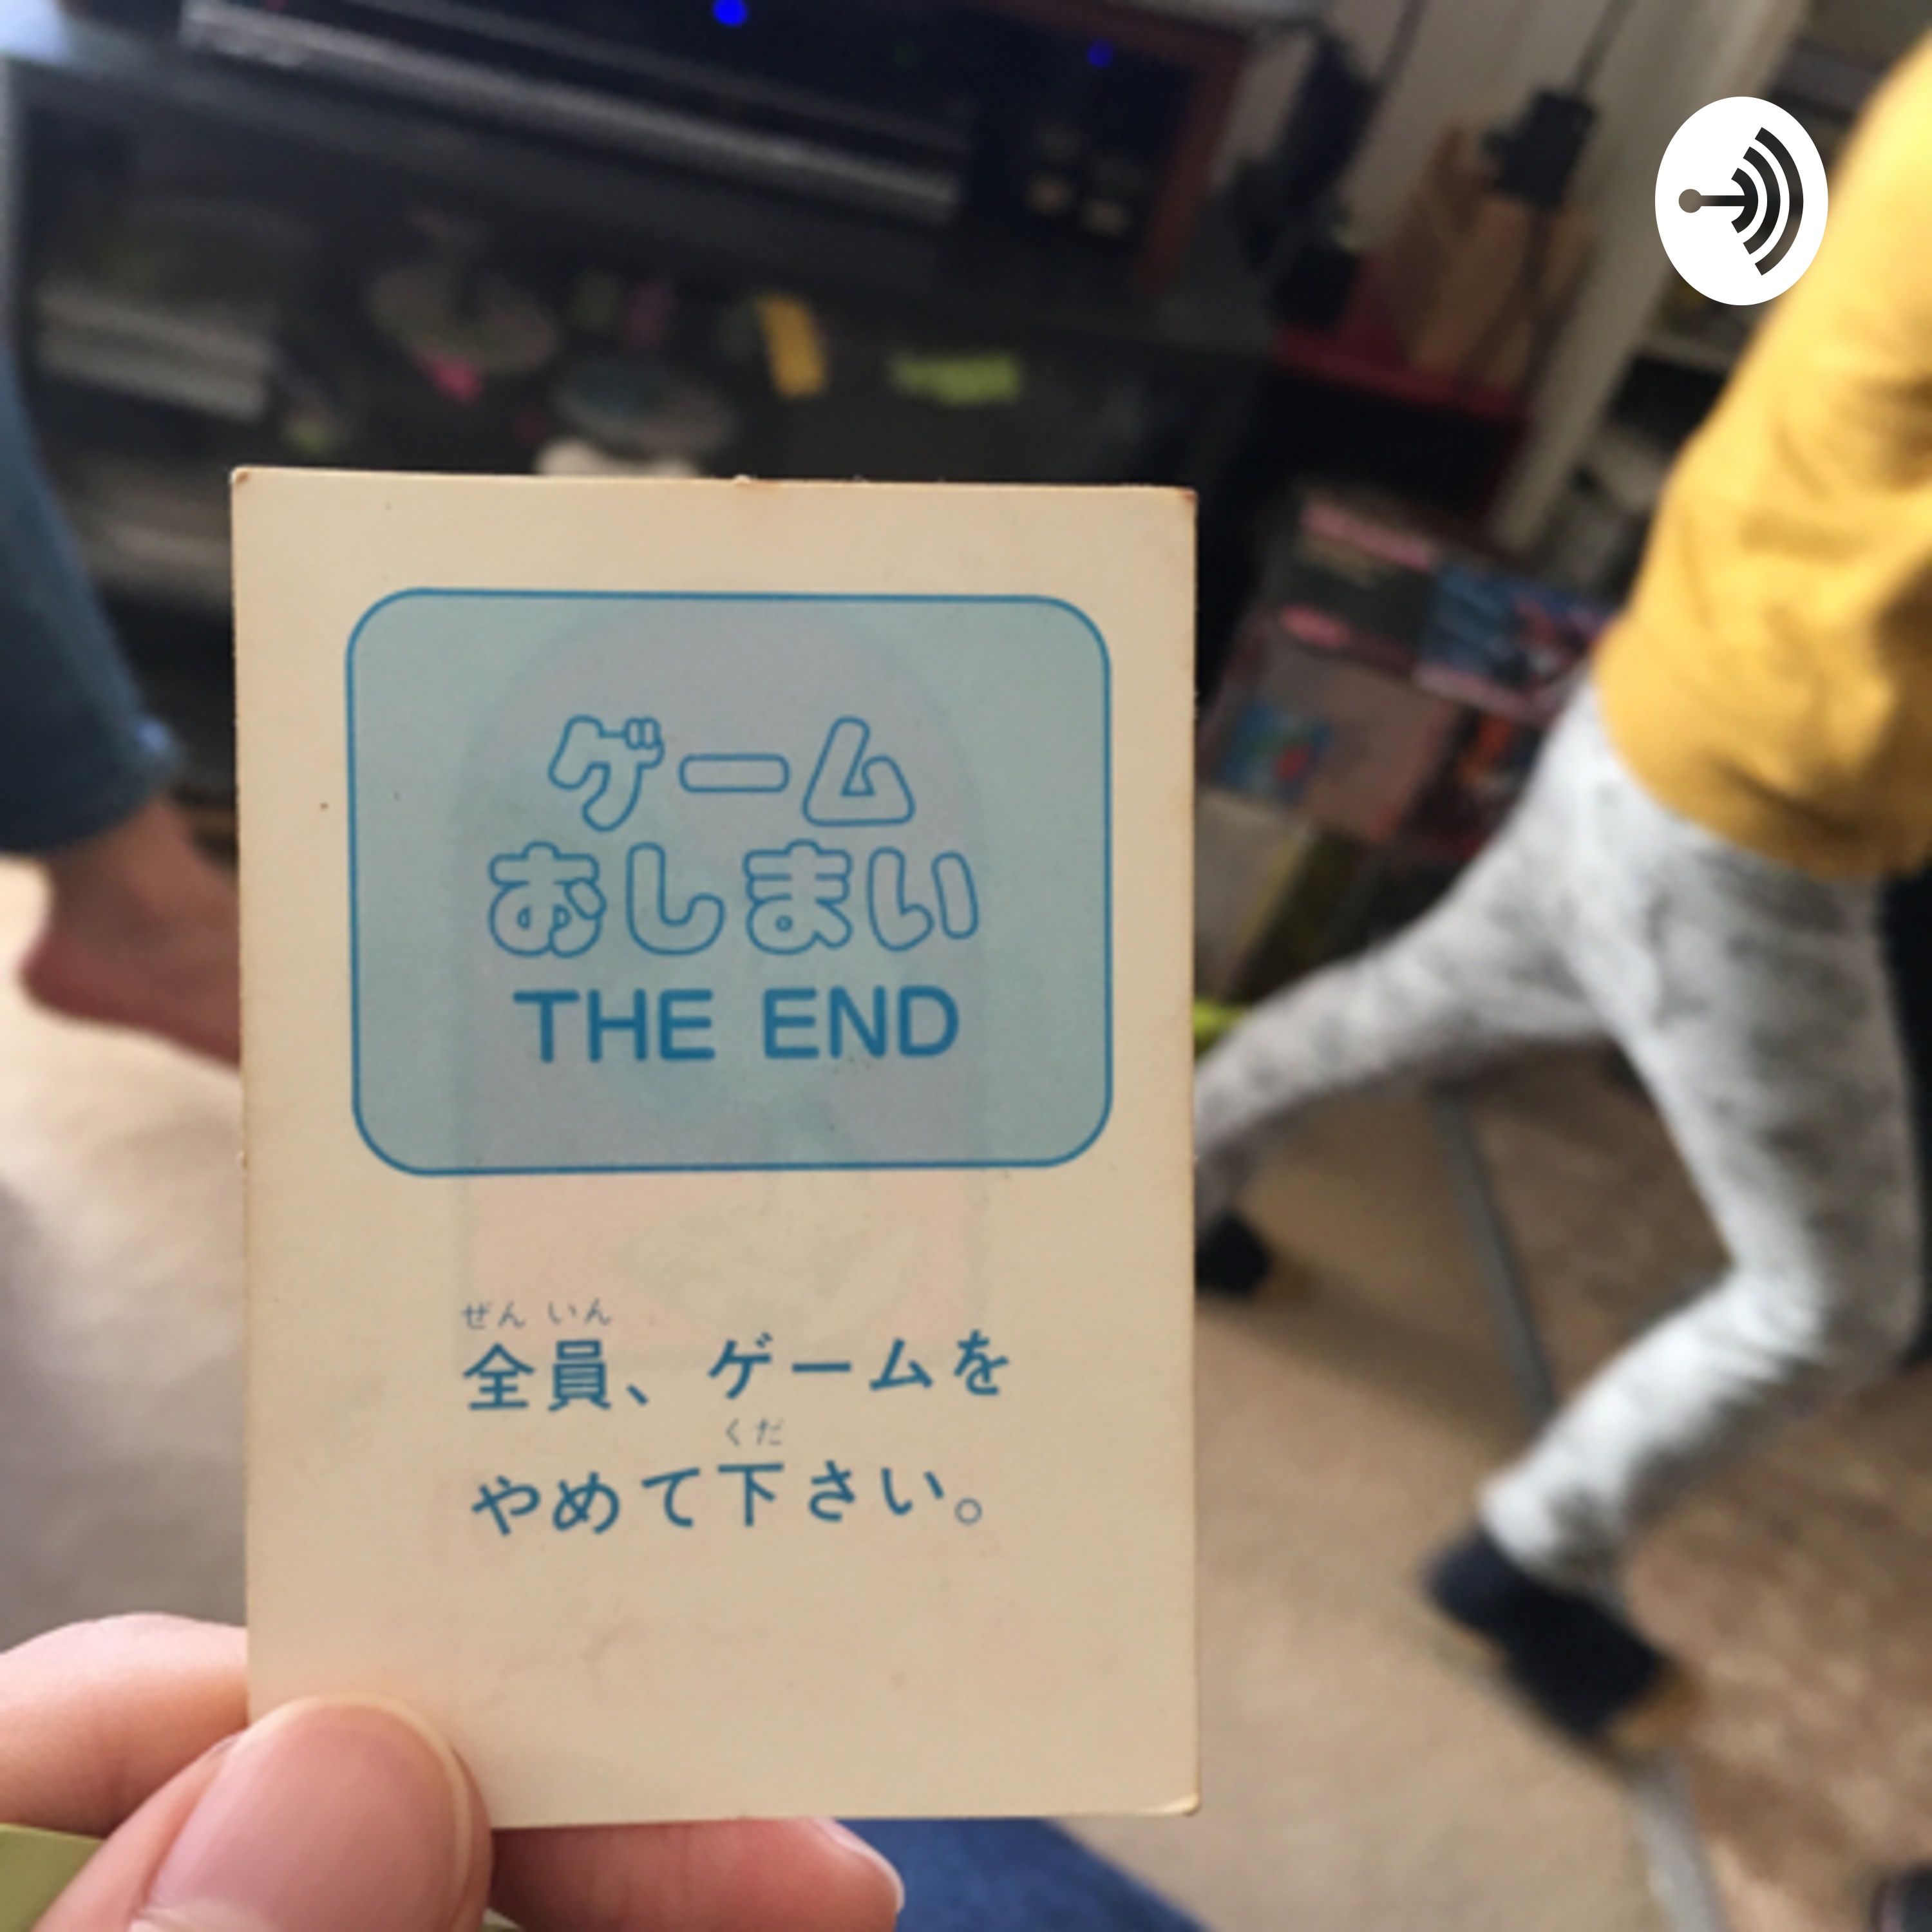 ゲーム
おしまい
THE END
ぜん いん
全員、ゲームを
くだ
やめて下さい。